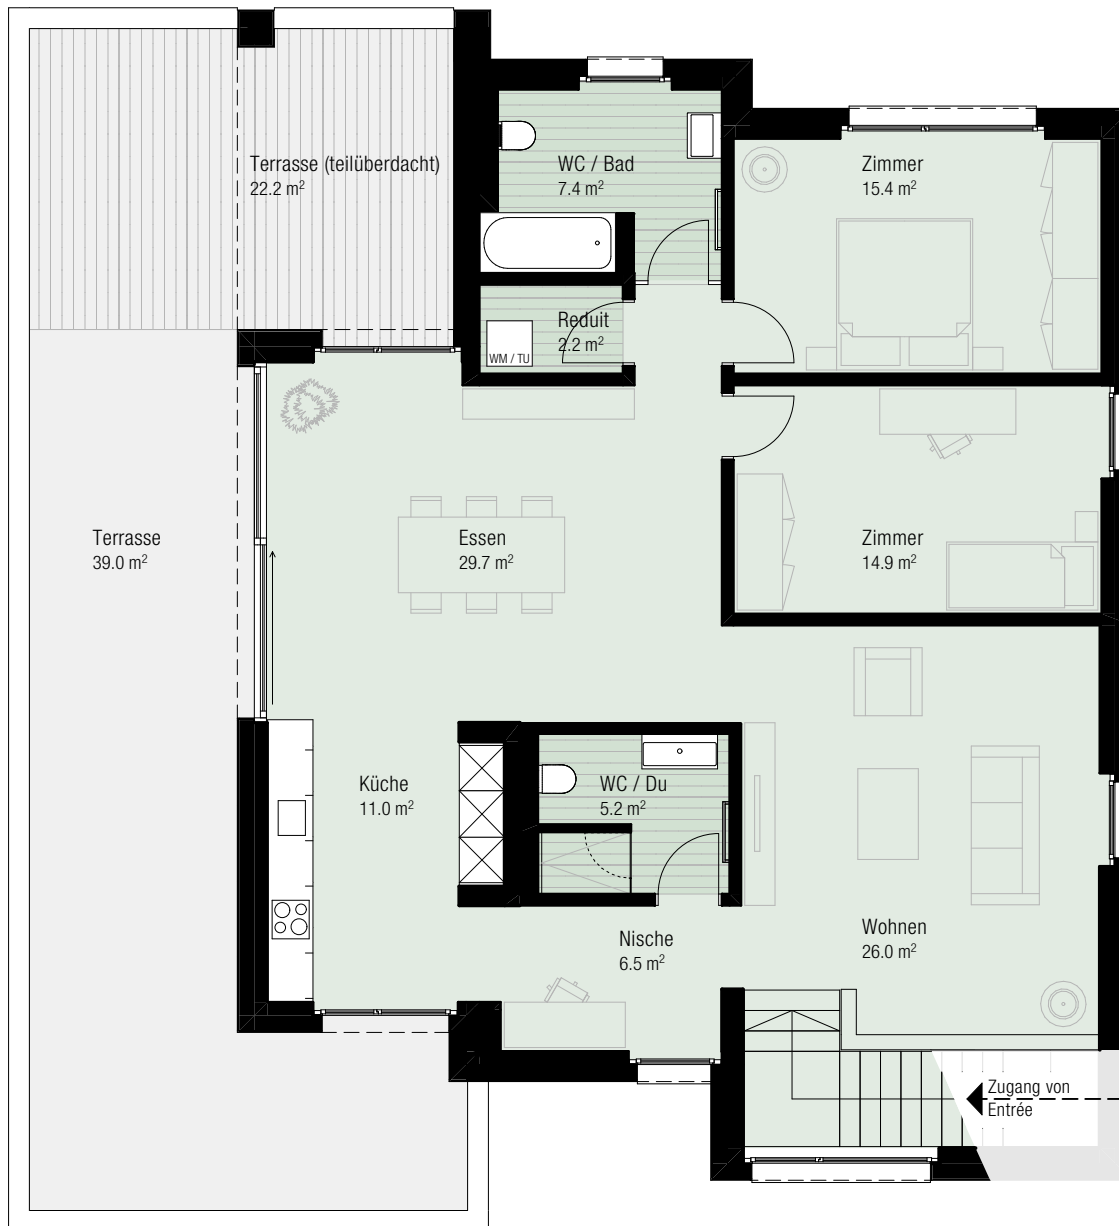 Terrasse (teilüberdacht)
22.2 m²
WC / Bad
7.4 m²
Zimmer
15.4 m²
Reduit
2.2 m²
WM / TU
Terrasse
39.0 m²
Essen
29.7 m²
Zimmer
14.9 m²
Küche
11.0 m²
WC / Du
5.2 m²
Nische
6.5 m²
Wohnen
26.0 m²
Zugang von
Entrée